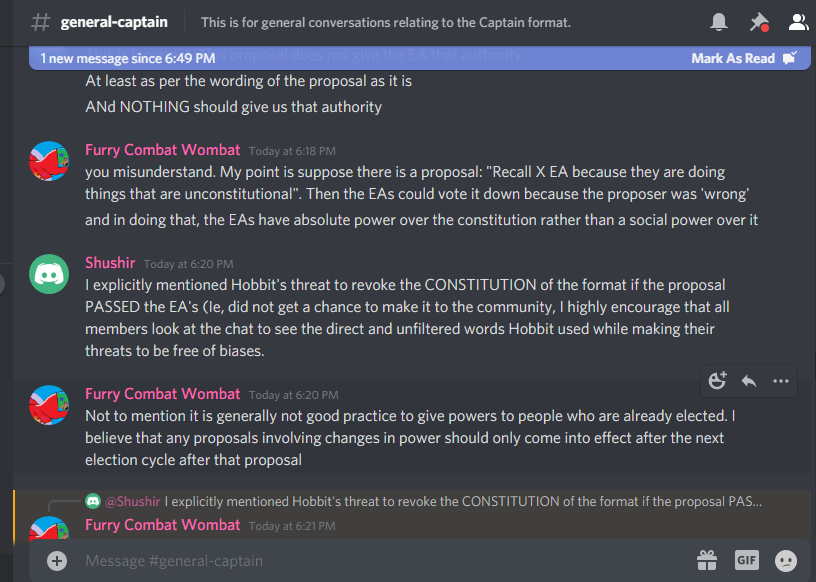 # general-captain
This is for general conversations relating to the Captain format.
1 new message since 6:49 PM
Mark As Read
proposal does not give the EA that authority
At least as per the wording of the proposal as it is
ANd NOTHING should give us that authority
Furry Combat Wombat Today at 6:18 PM
you misunderstand. My point is suppose there is a proposal: "Recall X EA because they are doing
things that are unconstitutional". Then the EAs could vote it down because the proposer was 'wrong'
and in doing that, the EAs have absolute power over the constitution rather than a social power over it
Shushir Today at 6:20 PM
I explicitly mentioned Hobbit's threat to revoke the CONSTITUTION of the format if the proposal
PASSED the EA's (Ie, did not get a chance to make it to the community, I highly encourage that all
members look at the chat to see the direct and unfiltered words Hobbit used while making their
threats to be free of biases.
Furry Combat Wombat Today at 6:20 PM
Not to mention it is generally not good practice to give powers to people who are already elected. I
believe that any proposals involving changes in power should only come into effect after the next
election cycle after that proposal
@Shushir I explicitly mentioned Hobbit's threat to revoke the CONSTITUTION of the format if the proposal PAS...
Furry Combat Wombat Today at 6:21 PM
Message #general-captain
GIF